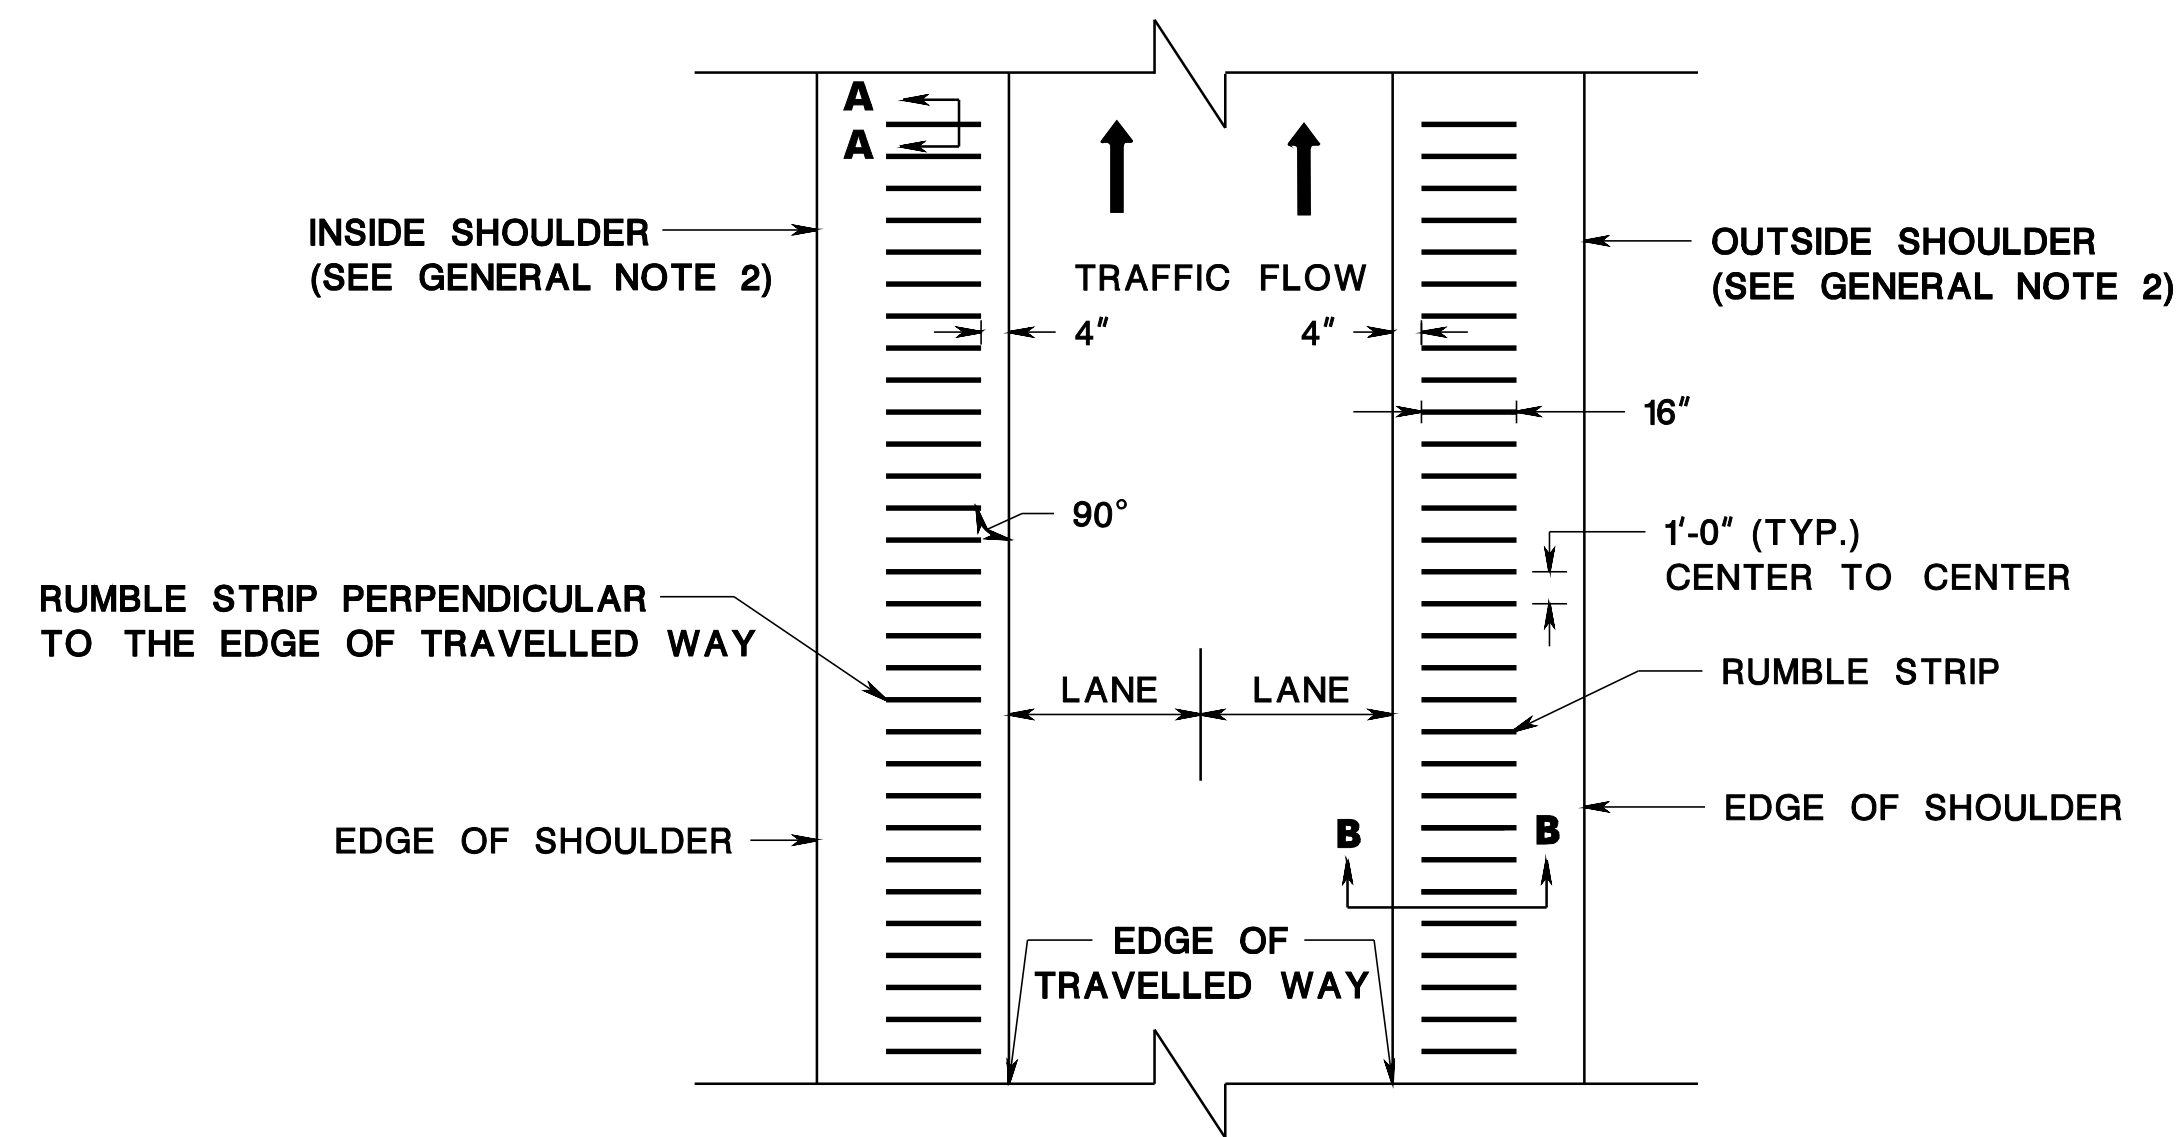 A
A
INSIDE SHOULDER
(SEE GENERAL NOTE 2)
TRAFFIC FLOW
OUTSIDE SHOULDER
(SEE GENERAL NOTE 2)
4"
4"
16"
90°
1'-0" (TYP.)
CENTER TO CENTER
RUMBLE STRIP PERPENDICULAR
TO THE EDGE OF TRAVELLED WAY
LANE
LANE
RUMBLE STRIP
EDGE OF SHOULDER
B
B
EDGE OF SHOULDER
EDGE OF
TRAVELLED WAY